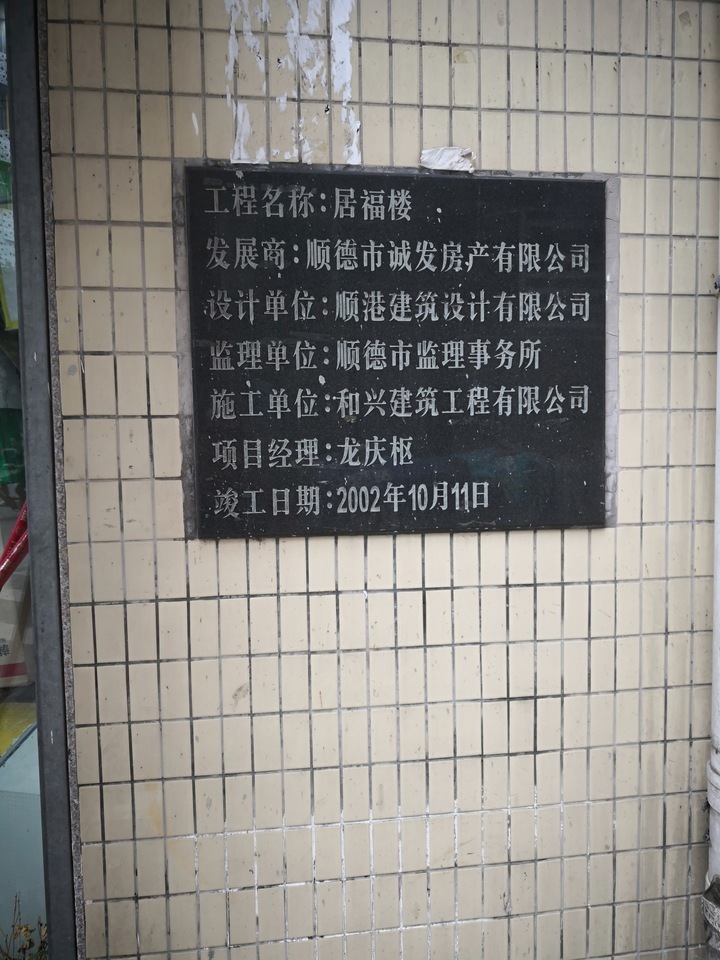 工程名称:居福楼
发展商:顺德市诚发房产有限公司
设计单位:顺港建筑设计有限公司
监理单位:顺德市监理事务所
施工单位:和兴建筑工程有限公司
项目经理:龙庆枢
竣工日期:2002年10月11日